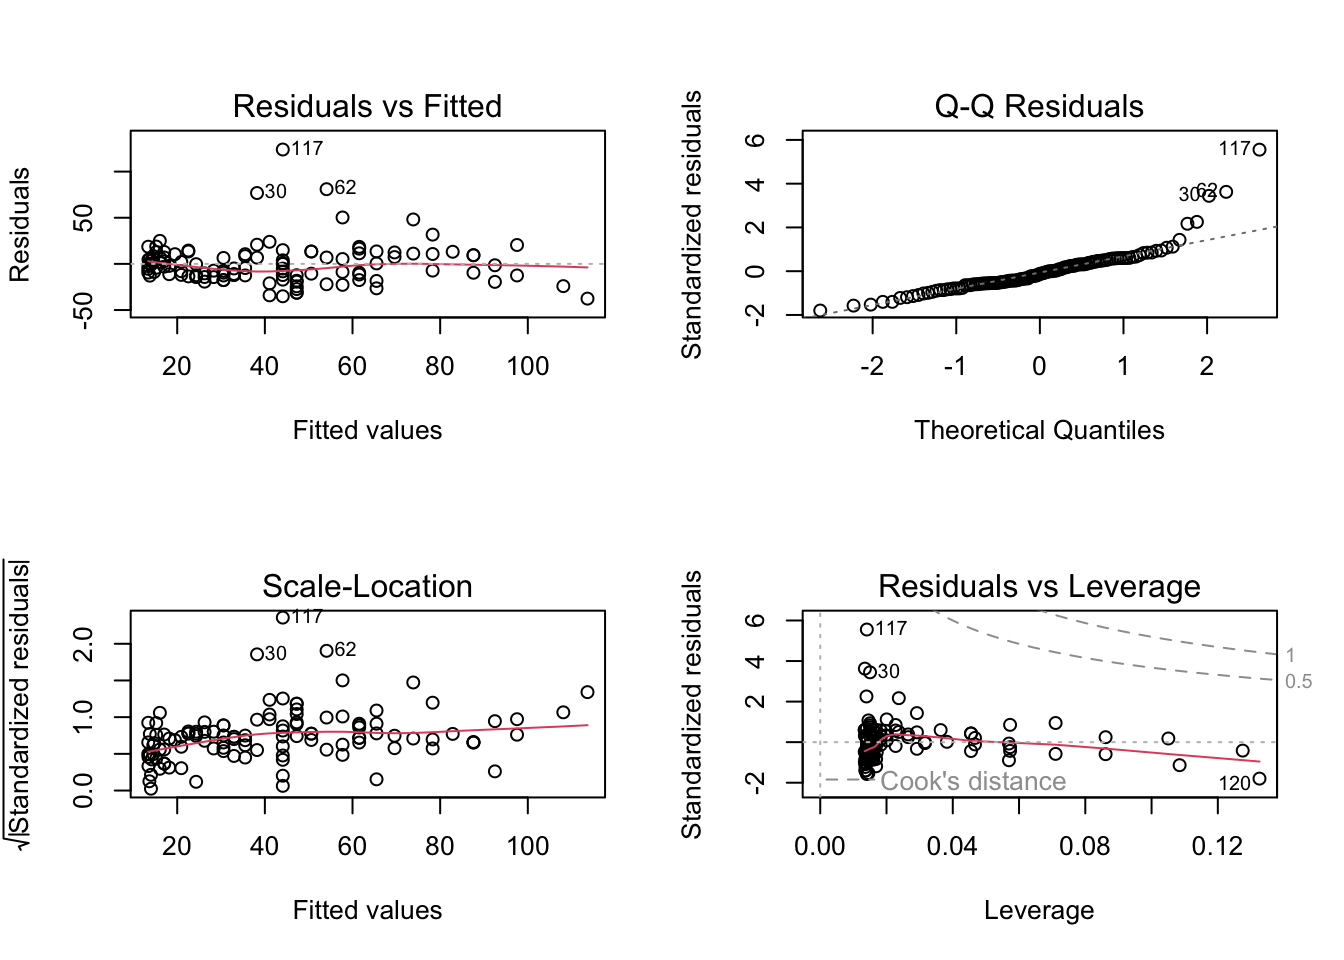 Residuals vs Fitted
Residuals
50
-50
117
30
62
20 40 60 80 100
Fitted values
Q-Q Residuals
Standardized residuals
6
4
2
0
-2
117
62
30
-2 -1 0 1 2
Theoretical Quantiles
Scale-Location
√|Standardized residuals|
2.0
1.0
0.0
117
30
62
20 40 60 80 100
Fitted values
Residuals vs Leverage
Standardized residuals
6
4
2
-2
117
30
1
0.5
Cook's distance
120
0.00 0.04 0.08 0.12
Leverage